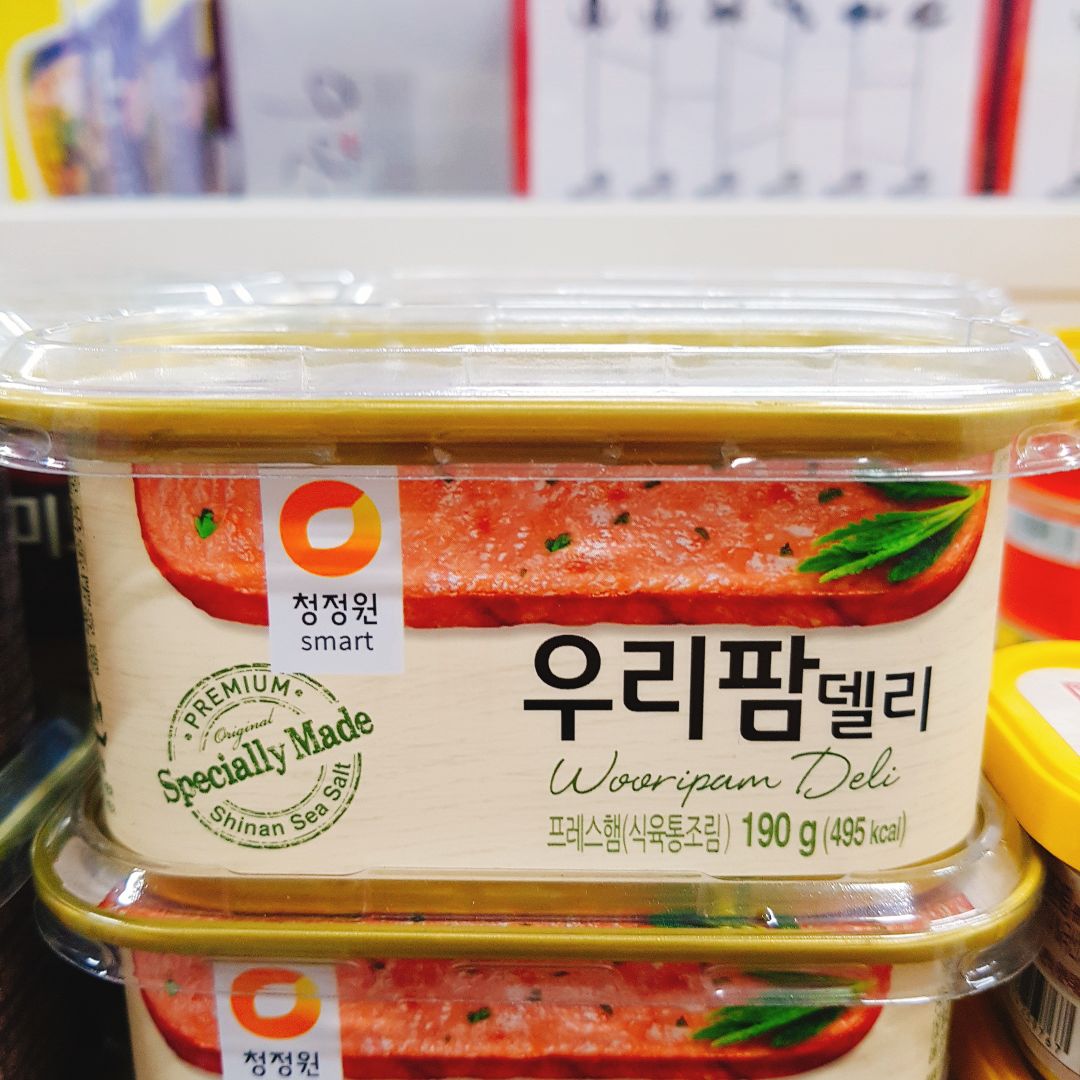 청정원
smart
PREMIUM
Original
Specially Made
Shinan Sea Salt
우리팜델리
Wooripam Deli
프레스햄(식육통조림) 190 g (495 kcal)
미
청정원